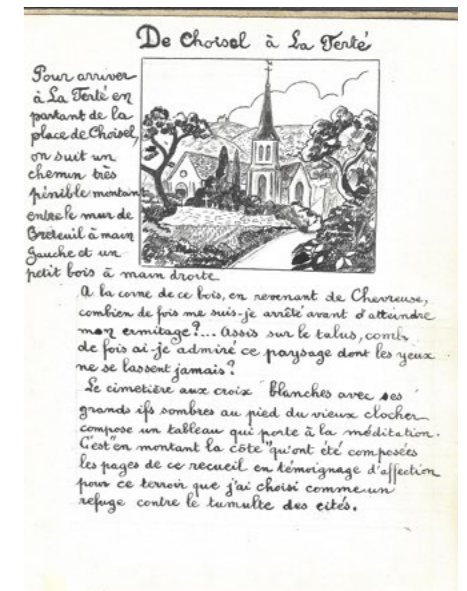 De Choisel à La Ferté
Pour arriver
à La Ferté en
partant de la
place de Choisel,
on suit un
chemin très
pénible montant
entre le mur de
Breteuil à main
gauche et un
petit bois à main droite
A la corne de ce bois, en revenant de Chevreuse,
combien de fois me suis-je arrêté avant d'atteindre
mon ermitage ?... Assis sur le talus, comb
de fois ai-je admiré ce paysage dont les yeux
ne se lassent jamais ?
Le cimetière aux croix blanches avec ses
grands ifs sombres au pied du vieux clocher
compose un tableau qui porte à la méditation.
C'est "en montant la côte" qu'ont été composées
les pages de ce recueil en témoignage d'affection
pour ce terroir que j'ai choisi comme un
refuge contre le tumulte des cités.